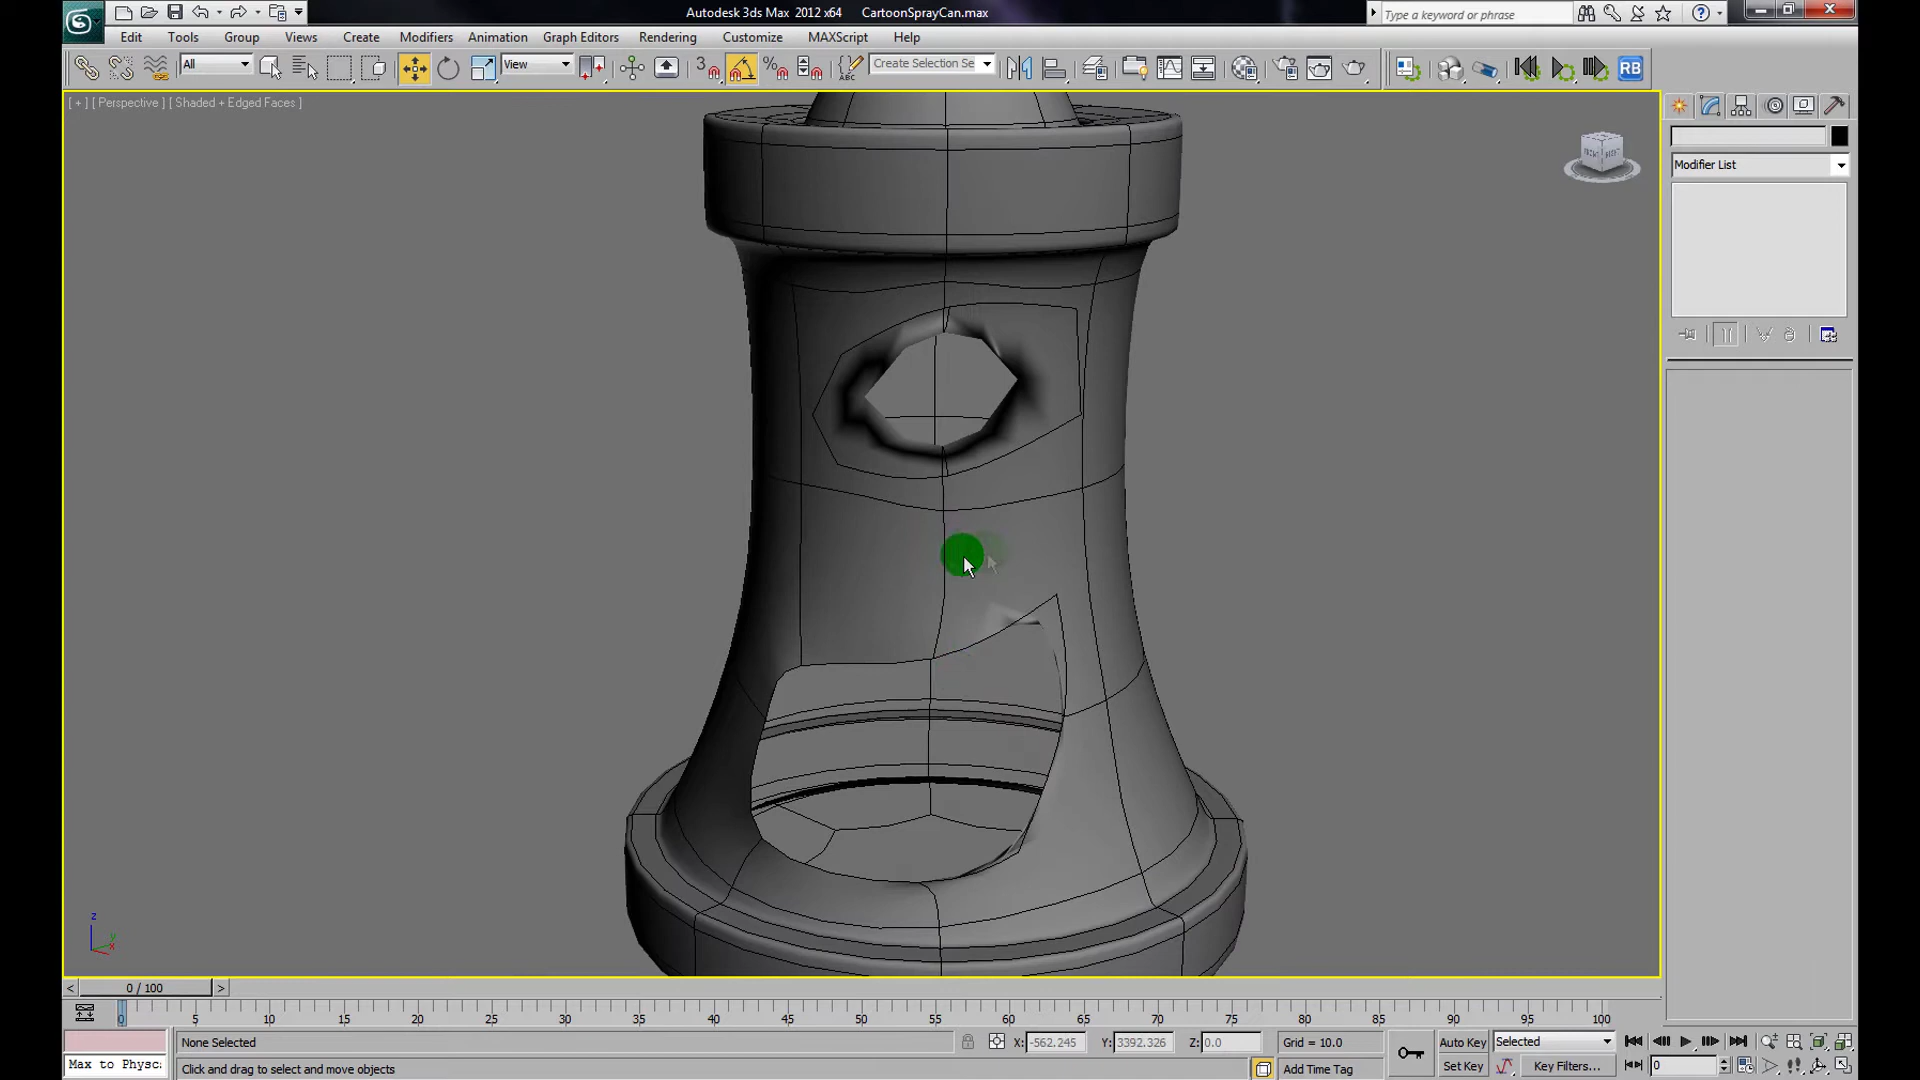 Autodesk 3ds Max  2012 x64     CartoonSprayCan.max
Type a keyword or phrase
Edit Tools Group Views Create Modifiers Animation Graph Editors Rendering Customize MAXScript Help
All View 3 % ABC Create Selection Se RB
[ + ] [ Perspective ] [ Shaded + Edged Faces ]
Modifier List
z
y
x
< 0 / 100 >
0 5 10 15 20 25 30 35 40 45 50 55 60 65 70 75 80 85 90 95 100
None Selected X: -562.245 Y: 3392.326 Z: 0.0 Grid = 10.0 Auto Key Selected
Max to Physc: Click and drag to select and move objects Add Time Tag Set Key Key Filters... 0